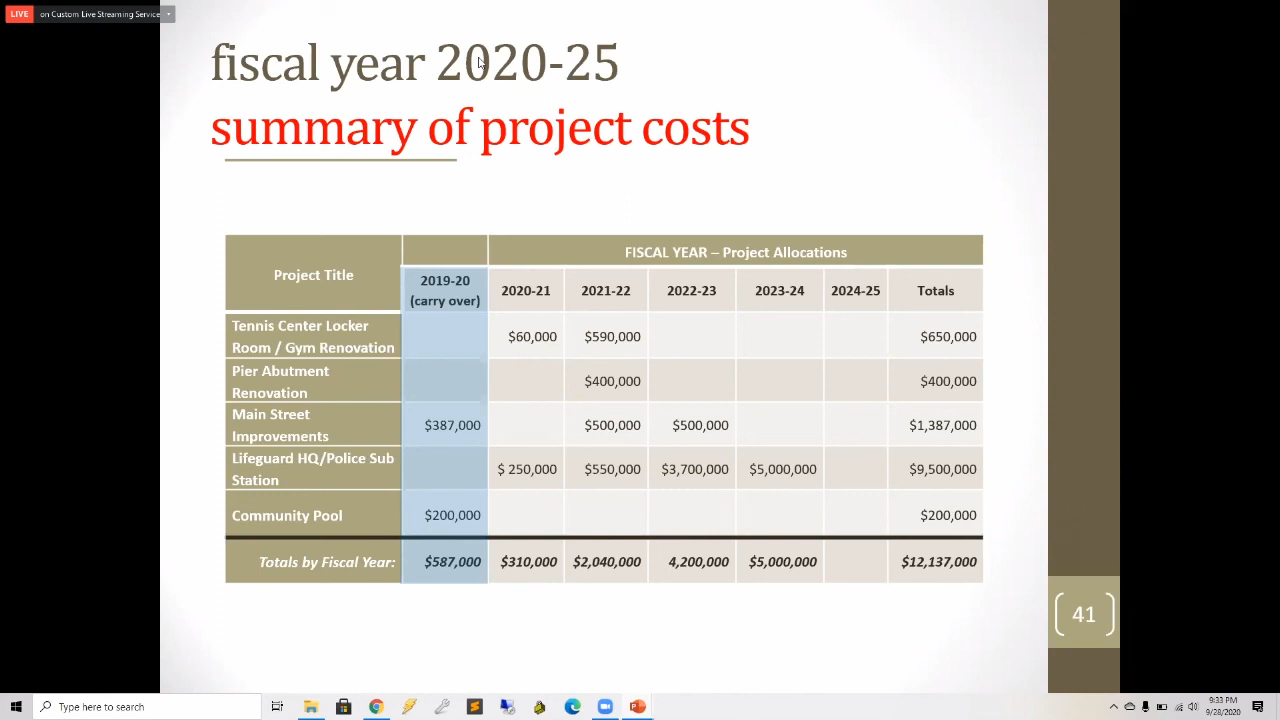 LIVE on Custom Live Streaming Service
fiscal year 2020-25
summary of project costs
Project Title
FISCAL YEAR – Project Allocations
2019-20
(carry over)
2020-21 2021-22 2022-23 2023-24 2024-25 Totals
Tennis Center Locker
Room / Gym Renovation
$60,000 $590,000 $650,000
Pier Abutment
Renovation
$400,000 $400,000
Main Street
Improvements
$387,000 $500,000 $500,000 $1,387,000
Lifeguard HQ/Police Sub
Station
$ 250,000 $550,000 $3,700,000 $5,000,000 $9,500,000
Community Pool $200,000 $200,000
Totals by Fiscal Year: $587,000 $310,000 $2,040,000 4,200,000 $5,000,000 $12,137,000
41
Type here to search
9:33 PM
9/28/2020